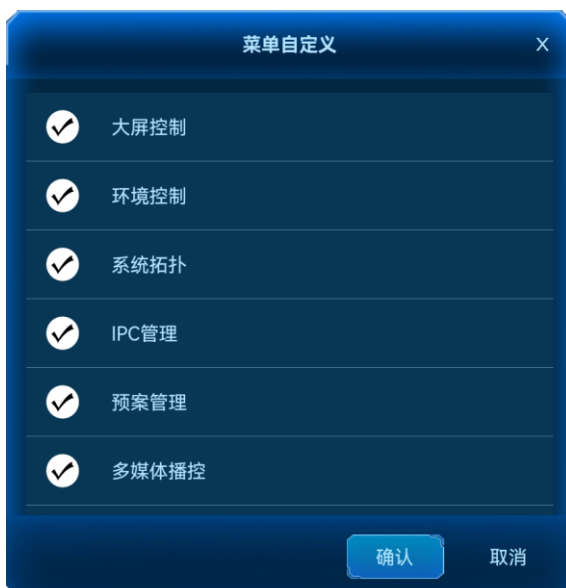 菜单自定义 X
大屏控制
环境控制
系统拓扑
IPC管理
预案管理
多媒体播控
确认 取消